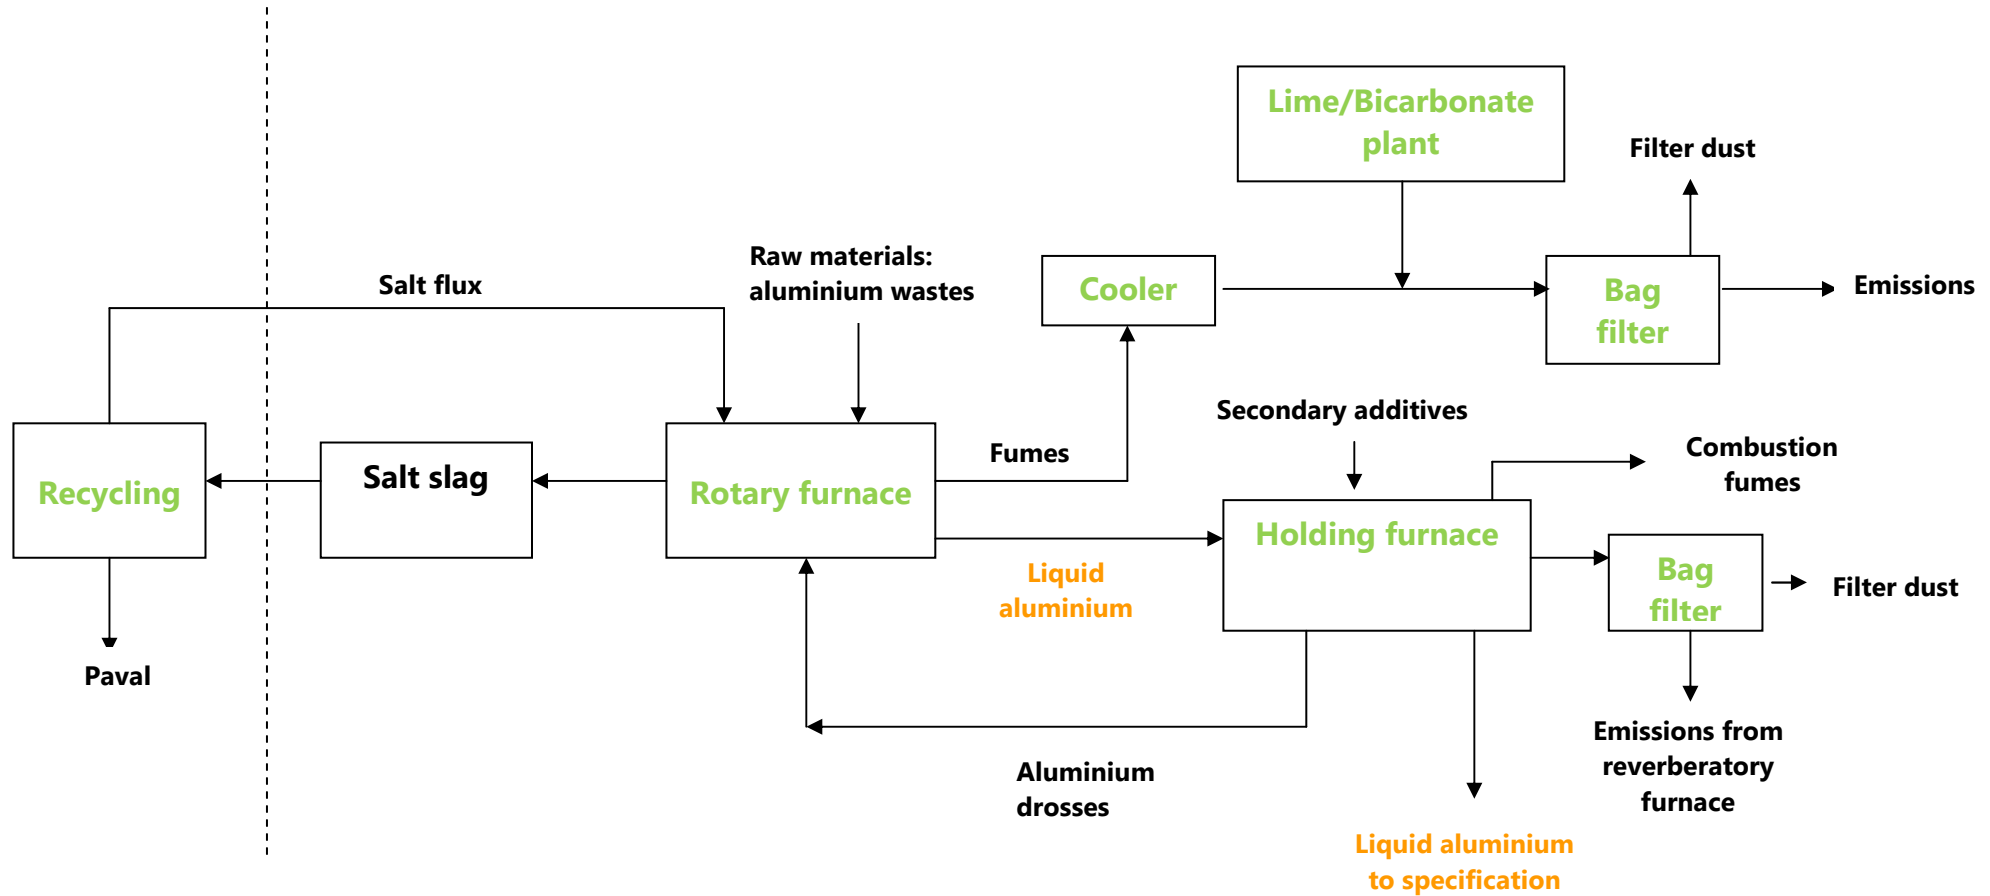 Lime/Bicarbonate
plant
Filter dust
Raw materials:
aluminium wastes
Salt flux
Cooler
Bag
filter
Emissions
Secondary additives
Combustion
fumes
Fumes
Salt slag
Recycling
Rotary furnace
Holding furnace
Bag
filter
Filter dust
Liquid
aluminium
Paval
Emissions from
reverberatory
furnace
Aluminium
drosses
Liquid aluminium
to specification